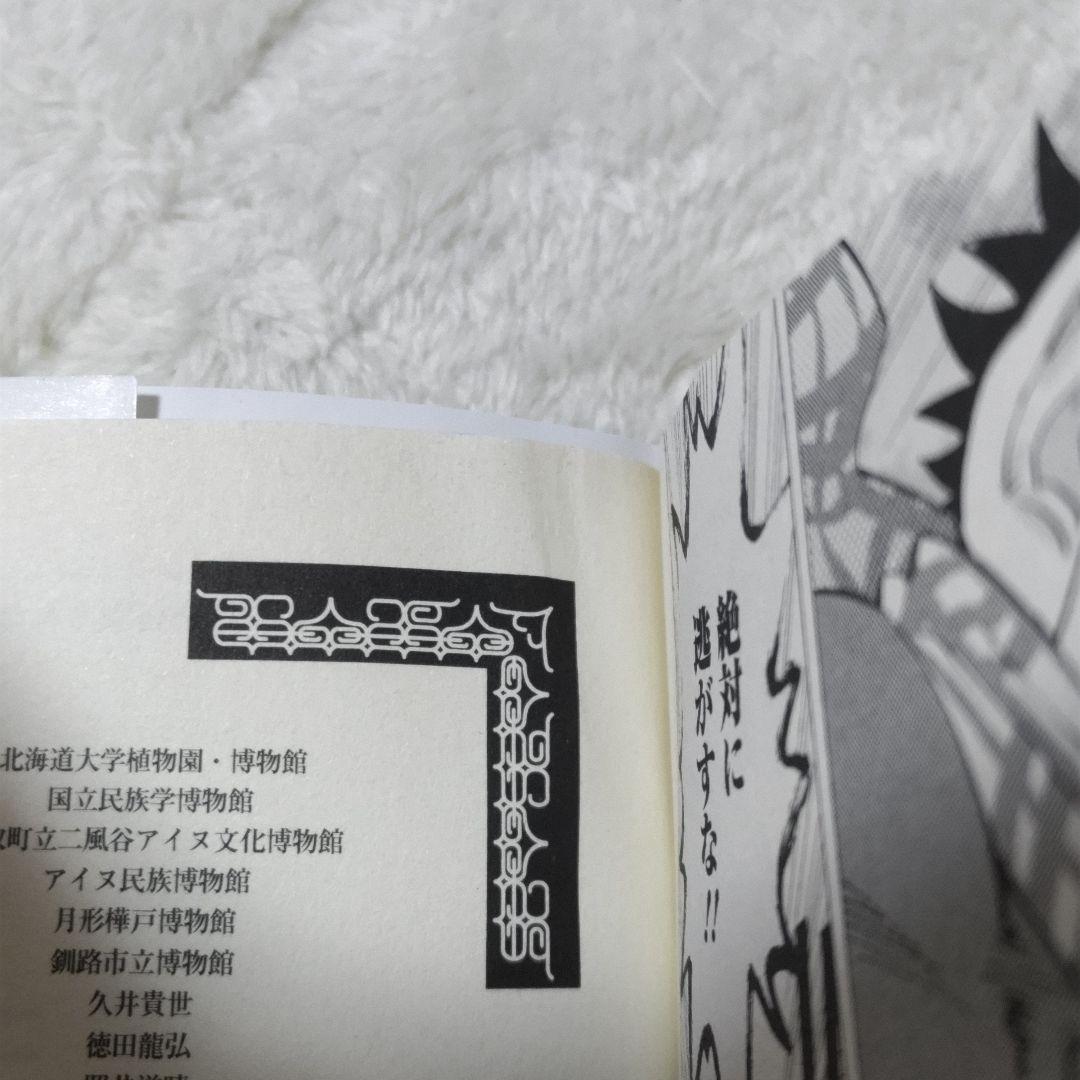 絶対に
逃がすな!!
北海道大学植物園・博物館
国立民族学博物館
町立二風谷アイヌ文化博物館
アイヌ民族博物館
月形樺戸博物館
釧路市立博物館
久井貴世
徳田龍弘